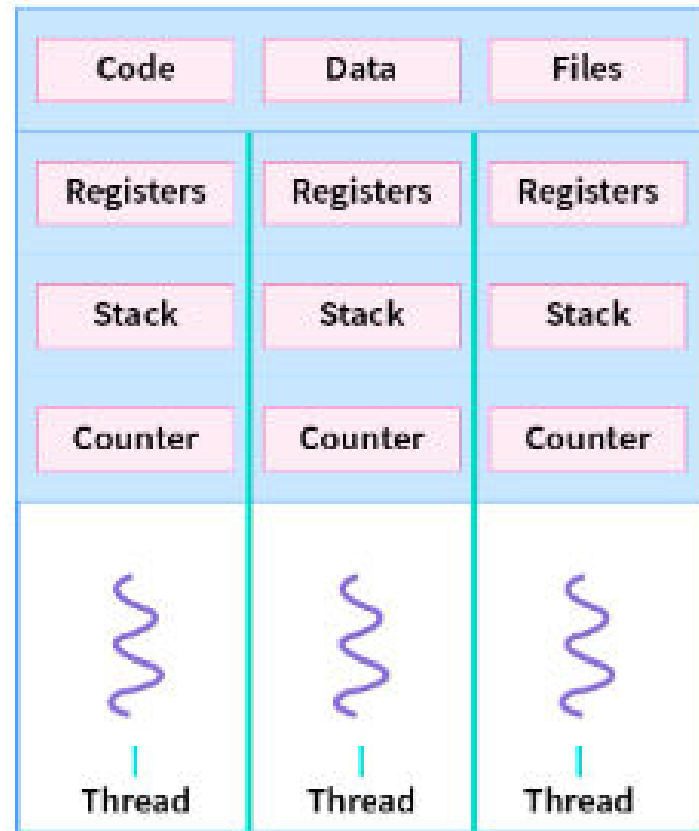 Code Data Files
Registers Registers Registers
Stack Stack Stack
Counter Counter Counter
Thread Thread Thread